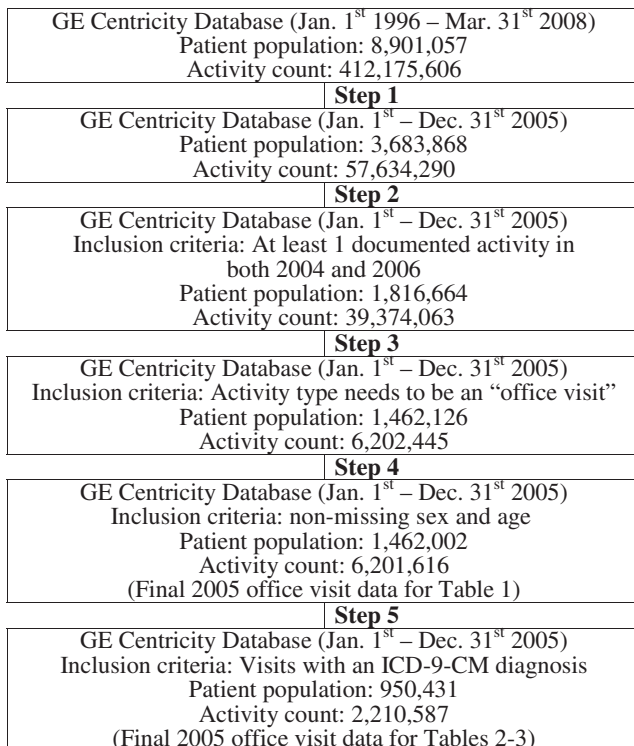 GE Centricity Database (Jan. 1st 1996 – Mar. 31st 2008)
Patient population: 8,901,057
Activity count: 412,175,606
Step 1
GE Centricity Database (Jan. 1st – Dec. 31st 2005)
Patient population: 3,683,868
Activity count: 57,634,290
Step 2
GE Centricity Database (Jan. 1st – Dec. 31st 2005)
Inclusion criteria: At least 1 documented activity in
both 2004 and 2006
Patient population: 1,816,664
Activity count: 39,374,063
Step 3
GE Centricity Database (Jan. 1st – Dec. 31st 2005)
Inclusion criteria: Activity type needs to be an “office visit”
Patient population: 1,462,126
Activity count: 6,202,445
Step 4
GE Centricity Database (Jan. 1st – Dec. 31st 2005)
Inclusion criteria: non-missing sex and age
Patient population: 1,462,002
Activity count: 6,201,616
(Final 2005 office visit data for Table 1)
Step 5
GE Centricity Database (Jan. 1st – Dec. 31st 2005)
Inclusion criteria: Visits with an ICD-9-CM diagnosis
Patient population: 950,431
Activity count: 2,210,587
(Final 2005 office visit data for Tables 2-3)